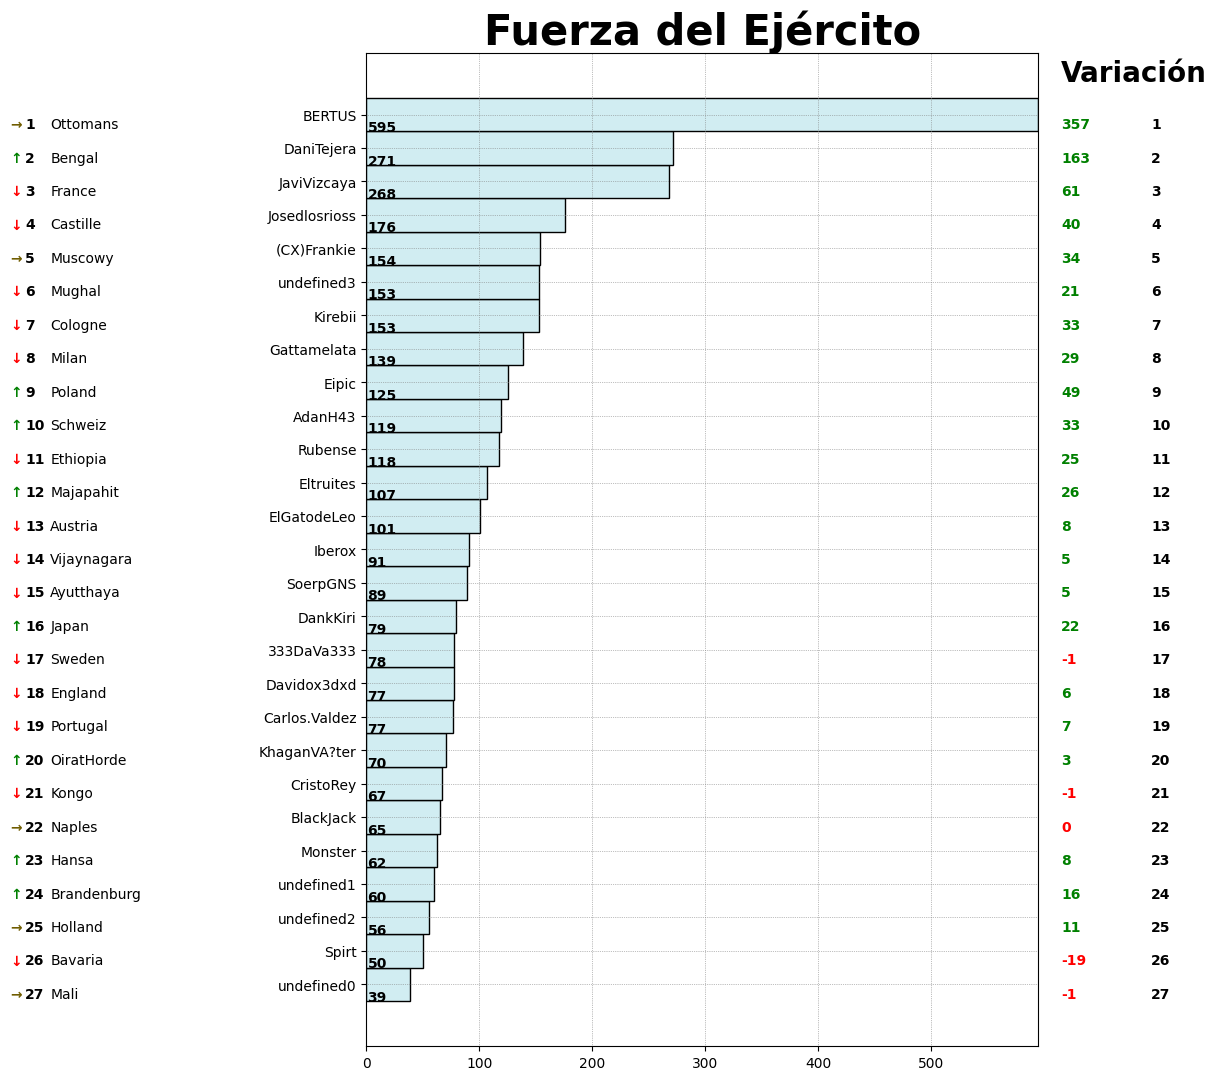 Fuerza del Ejército
Variación
→ 1 Ottomans BERTUS 595 357 1
↑ 2 Bengal DaniTejera 271 163 2
↓ 3 France JaviVizcaya 268 61 3
↓ 4 Castille Josedlosrioss 176 40 4
→ 5 Muscowy (CX)Frankie 154 34 5
↓ 6 Mughal undefined3 153 21 6
↓ 7 Cologne Kirebii 153 33 7
↓ 8 Milan Gattamelata 139 29 8
↑ 9 Poland Eipic 125 49 9
↑ 10 Schweiz AdanH43 119 33 10
↓ 11 Ethiopia Rubense 118 25 11
↑ 12 Majapahit Eltruites 107 26 12
↓ 13 Austria ElGatodeLeo 101 8 13
↓ 14 Vijaynagara Iberox 91 5 14
↓ 15 Ayutthaya SoerpGNS 89 5 15
↑ 16 Japan DankKiri 79 22 16
↓ 17 Sweden 333DaVa333 78 -1 17
↓ 18 England Davidox3dxd 77 6 18
↓ 19 Portugal Carlos.Valdez 77 7 19
↑ 20 OiratHorde KhaganVA?ter 70 3 20
↓ 21 Kongo CristoRey 67 -1 21
→ 22 Naples BlackJack 65 0 22
↑ 23 Hansa Monster 62 8 23
↑ 24 Brandenburg undefined1 60 16 24
→ 25 Holland undefined2 56 11 25
↓ 26 Bavaria Spirt 50 -19 26
→ 27 Mali undefined0 39 -1 27
0 100 200 300 400 500